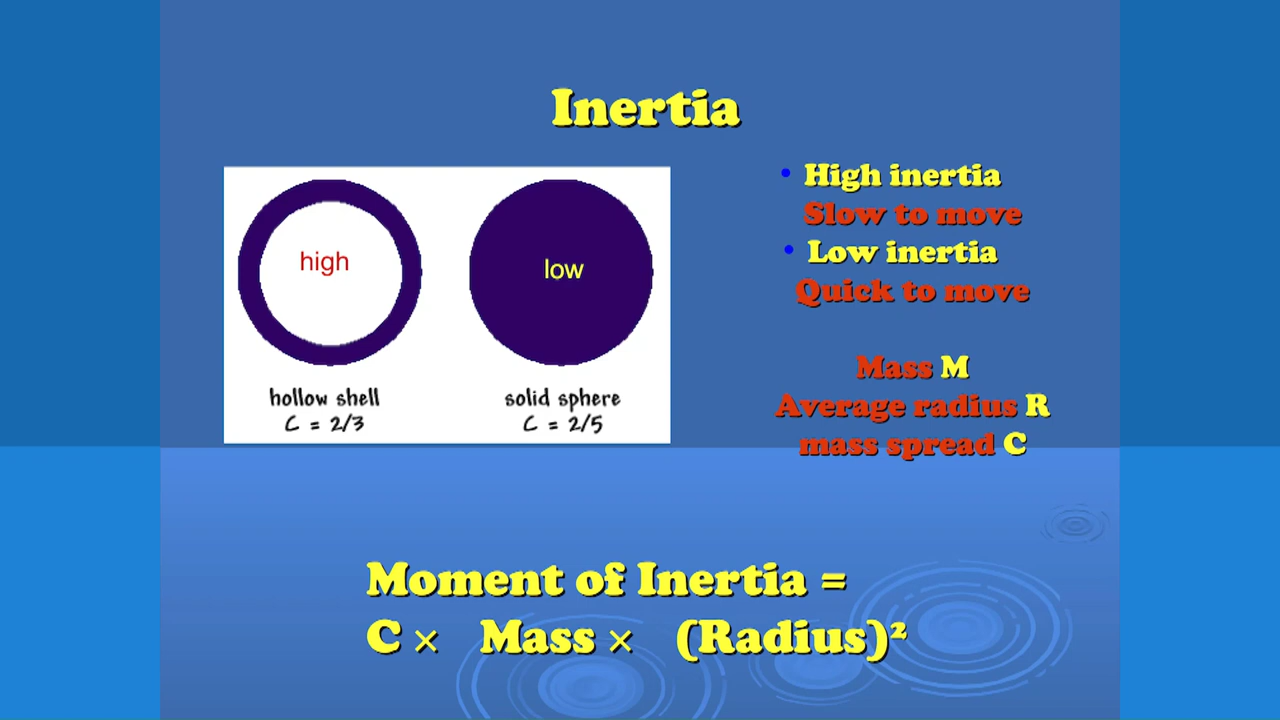 Inertia
high
low
hollow shell
C = 2/3
solid sphere
C = 2/5
• High inertia
Slow to move
• Low inertia
Quick to move
Mass M
Average radius R
mass spread C
Moment of Inertia =
C × Mass × (Radius)²